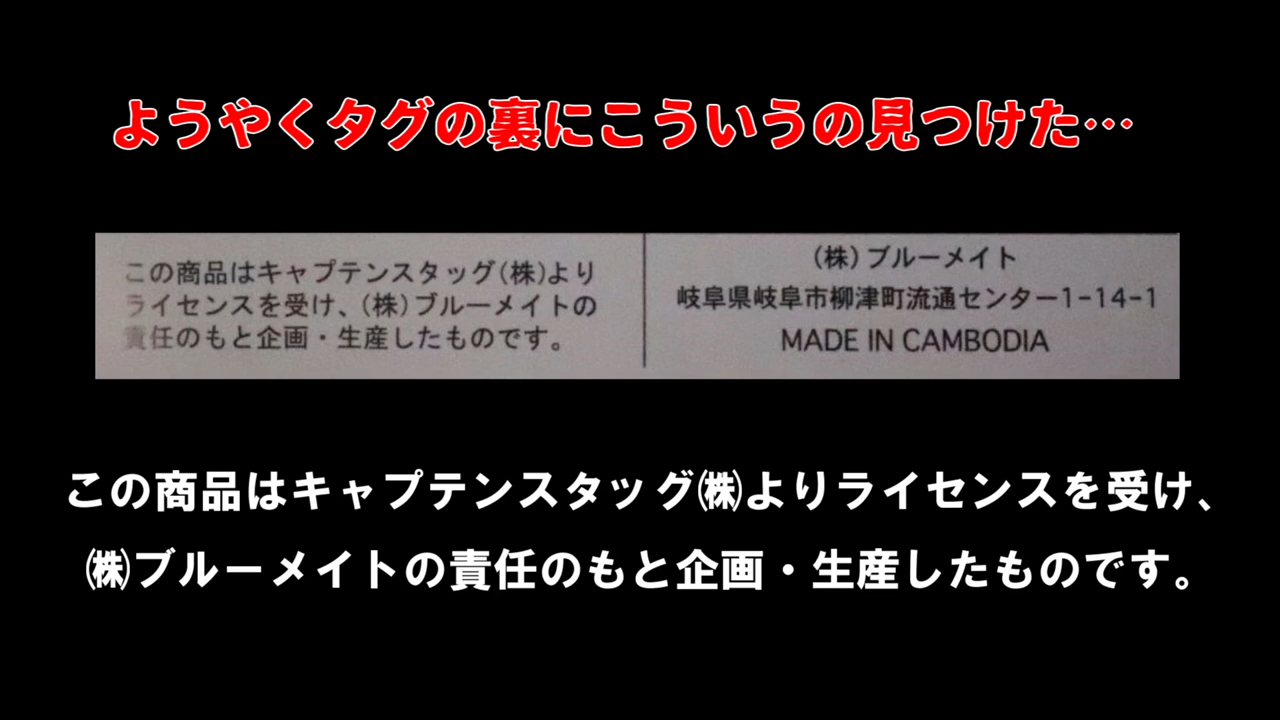 ようやくタグの裏にこういうの見つけた…
この商品はキャプテンスタッグ(株)より
ライセンスを受け、(株)ブルーメイトの
責任のもと企画・生産したものです。
(株)ブルーメイト
岐阜県岐阜市柳津町流通センター1-14-1
MADE IN CAMBODIA
この商品はキャプテンスタッグ㈱よりライセンスを受け、
㈱ブルーメイトの責任のもと企画・生産したものです。